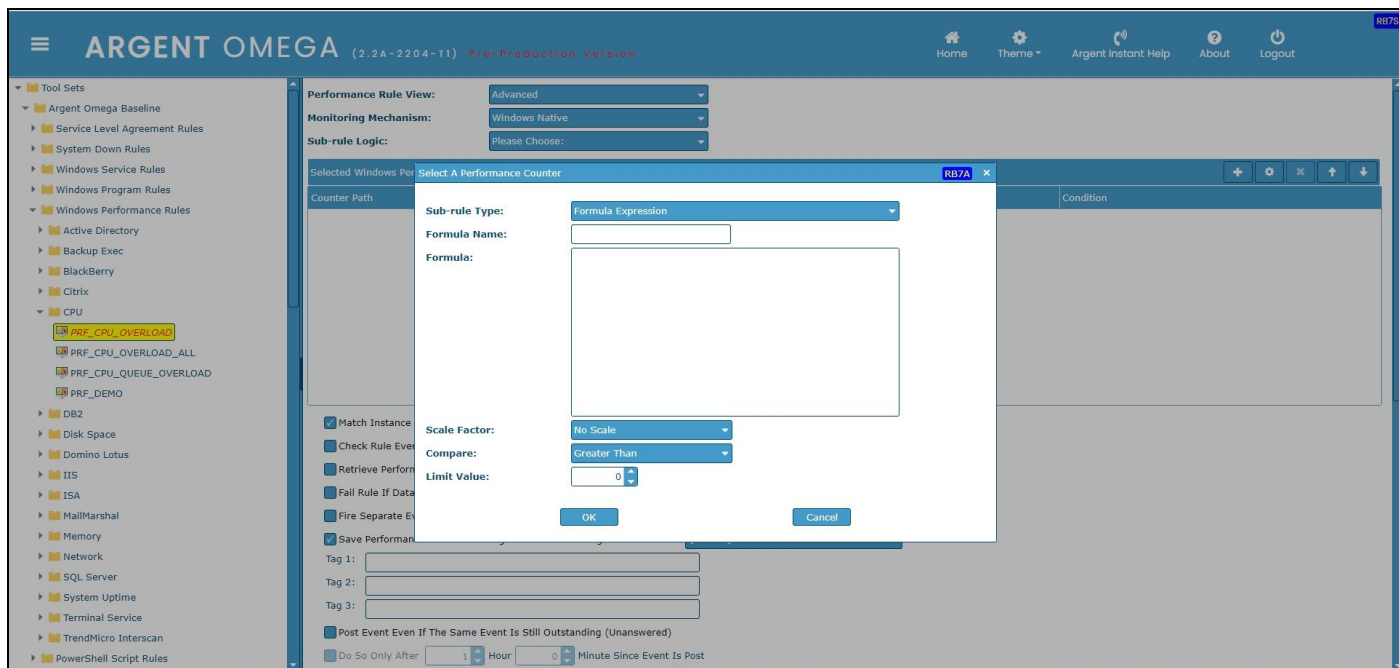 RB7S
ARGENT OMEGA (2.2A-2204-T1) Pre-Production Version
Home
Theme
Argent Instant Help
About
Logout
Tool Sets
Argent Omega Baseline
Service Level Agreement Rules
System Down Rules
Windows Service Rules
Windows Program Rules
Windows Performance Rules
Active Directory
Backup Exec
BlackBerry
Citrix
CPU
PRF_CPU_OVERLOAD
PRF_CPU_OVERLOAD_ALL
PRF_CPU_QUEUE_OVERLOAD
PRF_DEMO
DB2
Disk Space
Domino Lotus
IIS
ISA
MailMarshal
Memory
Network
SQL Server
System Uptime
Terminal Service
TrendMicro Interscan
PowerShell Script Rules
Performance Rule View: Advanced
Monitoring Mechanism: Windows Native
Sub-rule Logic: Please Choose:
Selected Windows Per
Counter Path
Condition
Select A Performance Counter RB7A
Sub-rule Type: Formula Expression
Formula Name:
Formula:
Scale Factor: No Scale
Compare: Greater Than
Limit Value: 0
OK Cancel
Match Instance
Check Rule Even
Retrieve Perform
Fail Rule If Data
Fire Separate Ev
Save Performan
Tag 1:
Tag 2:
Tag 3:
Post Event Even If The Same Event Is Still Outstanding (Unanswered)
Do So Only After 1 Hour 0 Minute Since Event Is Post